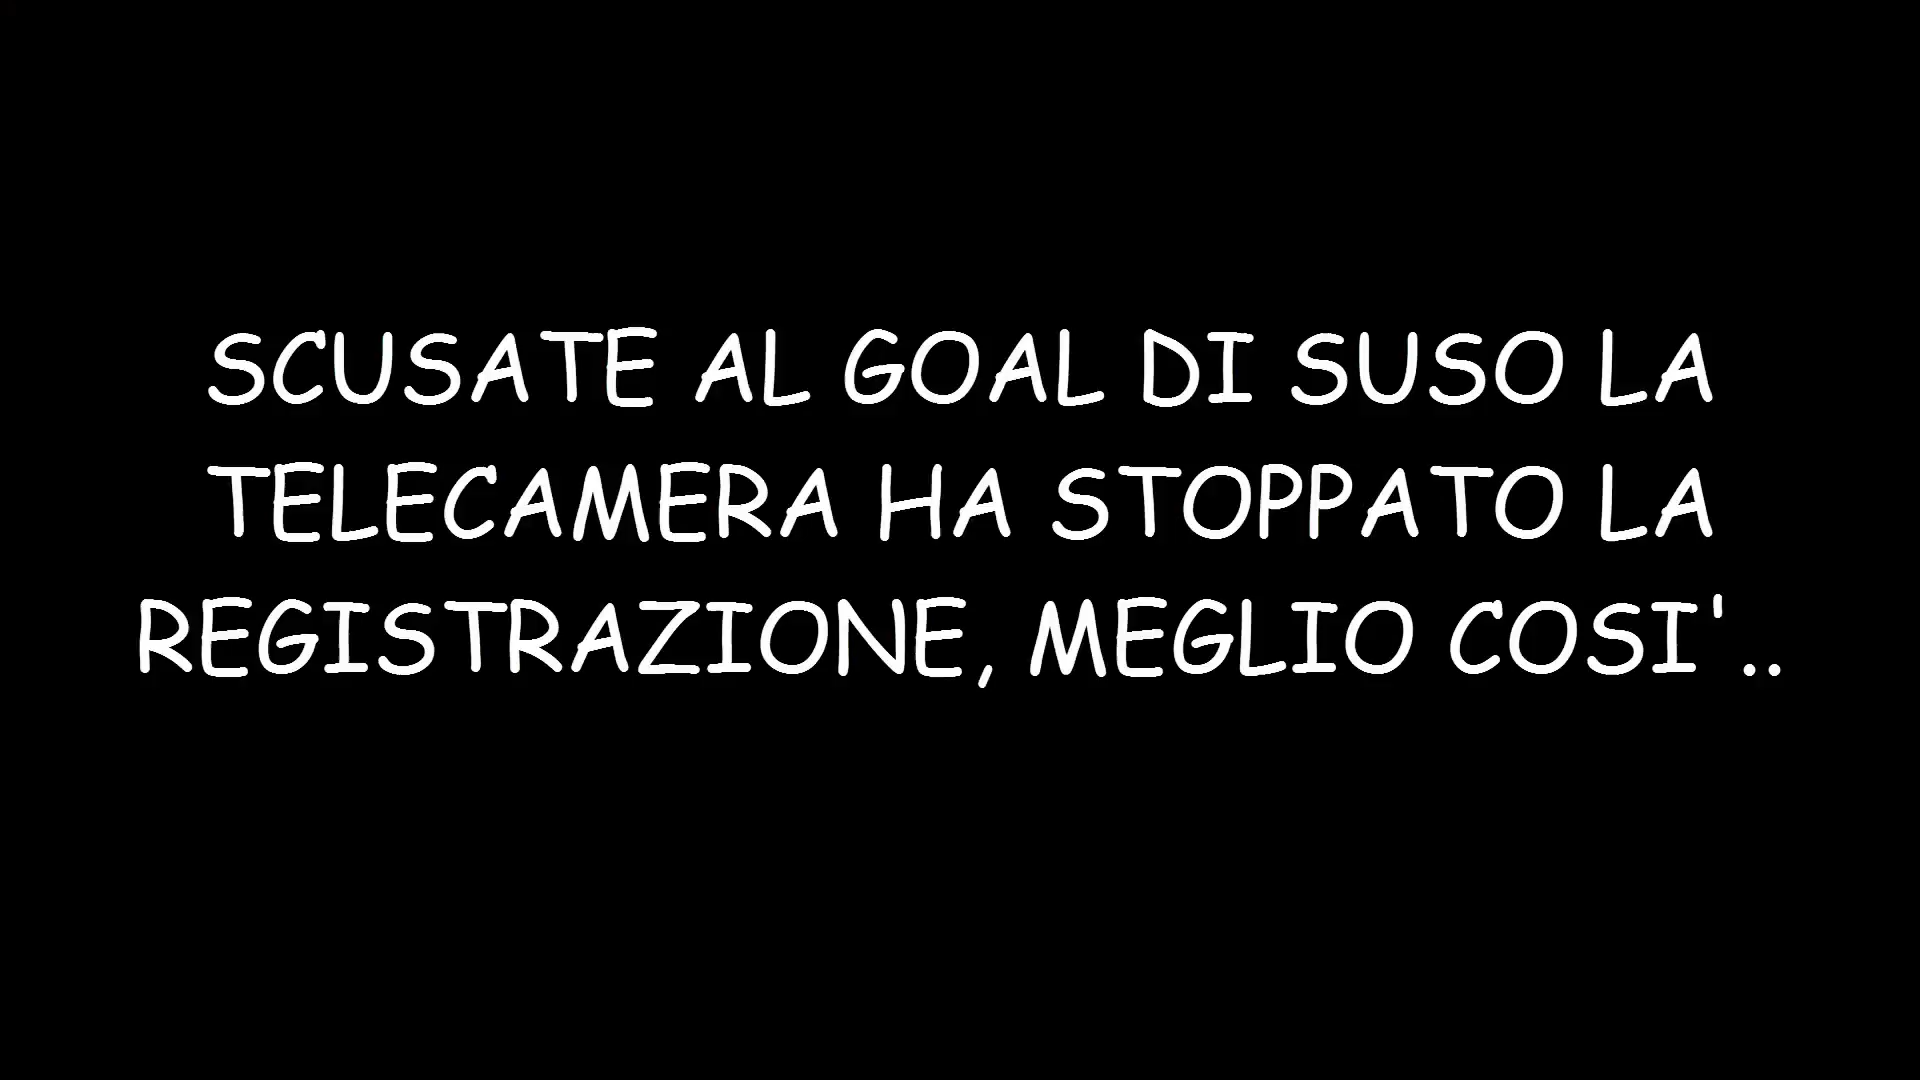 SCUSATE AL GOAL DI SUSO LA
TELECAMERA HA STOPPATO LA
REGISTRAZIONE, MEGLIO COSI'..